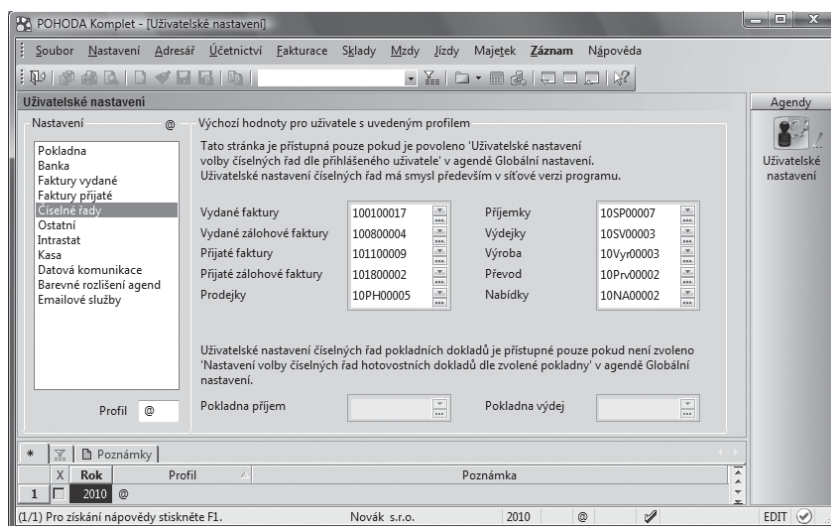 POHODA Komplet - [Uživatelské nastavení]
Soubor Nastavení Adresář Účetnictví Fakturace Sklady Mzdy Jízdy Majetek Záznam Nápověda
Uživatelské nastavení
Agendy
Uživatelské nastavení
Nastavení @
Pokladna
Banka
Faktury vydané
Faktury přijaté
Číselné řady
Ostatní
Intrastat
Kasa
Datová komunikace
Barevné rozlišení agend
Emailové služby
Profil @
Výchozí hodnoty pro uživatele s uvedeným profilem
Tato stránka je přístupná pouze pokud je povoleno 'Uživatelské nastavení
volby číselných řad dle přihlášeného uživatele' v agendě Globální nastavení.
Uživatelské nastavení číselných řad má smysl především v síťové verzi programu.
Vydané faktury 100100017 Příjemky 10SP00007
Vydané zálohové faktury 100800004 Výdejky 10SV00003
Přijaté faktury 101100009 Výroba 10Vyr00003
Přijaté zálohové faktury 101800002 Převod 10Prv00002
Prodejky 10PH00005 Nabídky 10NA00002
Uživatelské nastavení číselných řad pokladních dokladů je přístupné pouze pokud není zvoleno
'Nastavení volby číselných řad hotovostních dokladů dle zvolené pokladny' v agendě Globální
nastavení.
Pokladna příjem Pokladna výdej
* Poznámky
X Rok Profil Poznámka
1 2010 @
(1/1) Pro získání nápovědy stiskněte F1. Novák s.r.o. 2010 @ EDIT